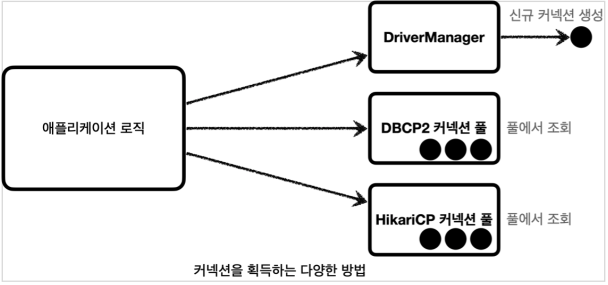 신규 커넥션 생성
DriverManager
애플리케이션 로직
DBCP2 커넥션 풀
풀에서 조회
HikariCP 커넥션 풀
풀에서 조회
커넥션을 획득하는 다양한 방법